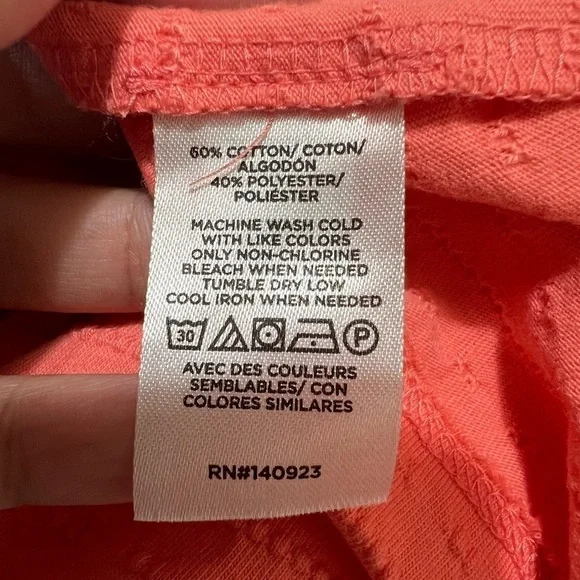 60% COTTON/ COTON/
ALGODÓN
40% POLYESTER/
POLIÉSTER
MACHINE WASH COLD
WITH LIKE COLORS
ONLY NON-CHLORINE
BLEACH WHEN NEEDED
TUMBLE DRY LOW
COOL IRON WHEN NEEDED
30 P
AVEC DES COULEURS
SEMBLABLES/ CON
COLORES SIMILARES
RN#140923